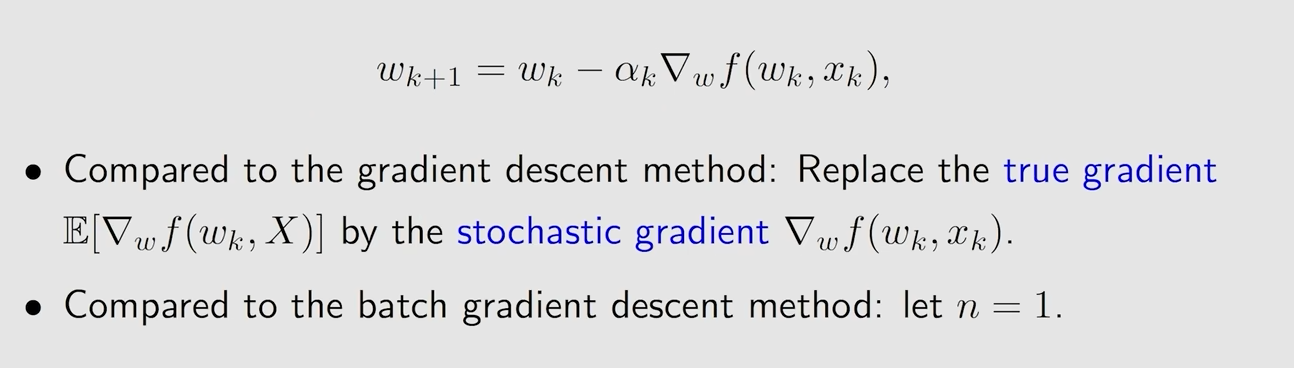 $w_{k+1} = w_k - \alpha_k \nabla_w f(w_k, x_k),$
• Compared to the gradient descent method: Replace the true gradient
$\mathbb{E}[\nabla_w f(w_k, X)]$ by the stochastic gradient $\nabla_w f(w_k, x_k)$.
• Compared to the batch gradient descent method: let $n = 1$.